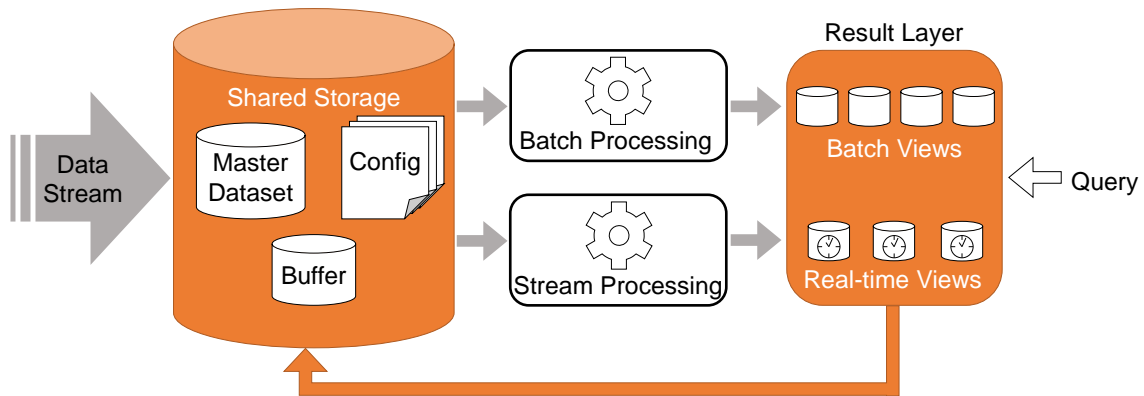 Data
Stream
Shared Storage
Master
Dataset
Config
Buffer
Batch Processing
Stream Processing
Result Layer
Batch Views
Real-time Views
Query